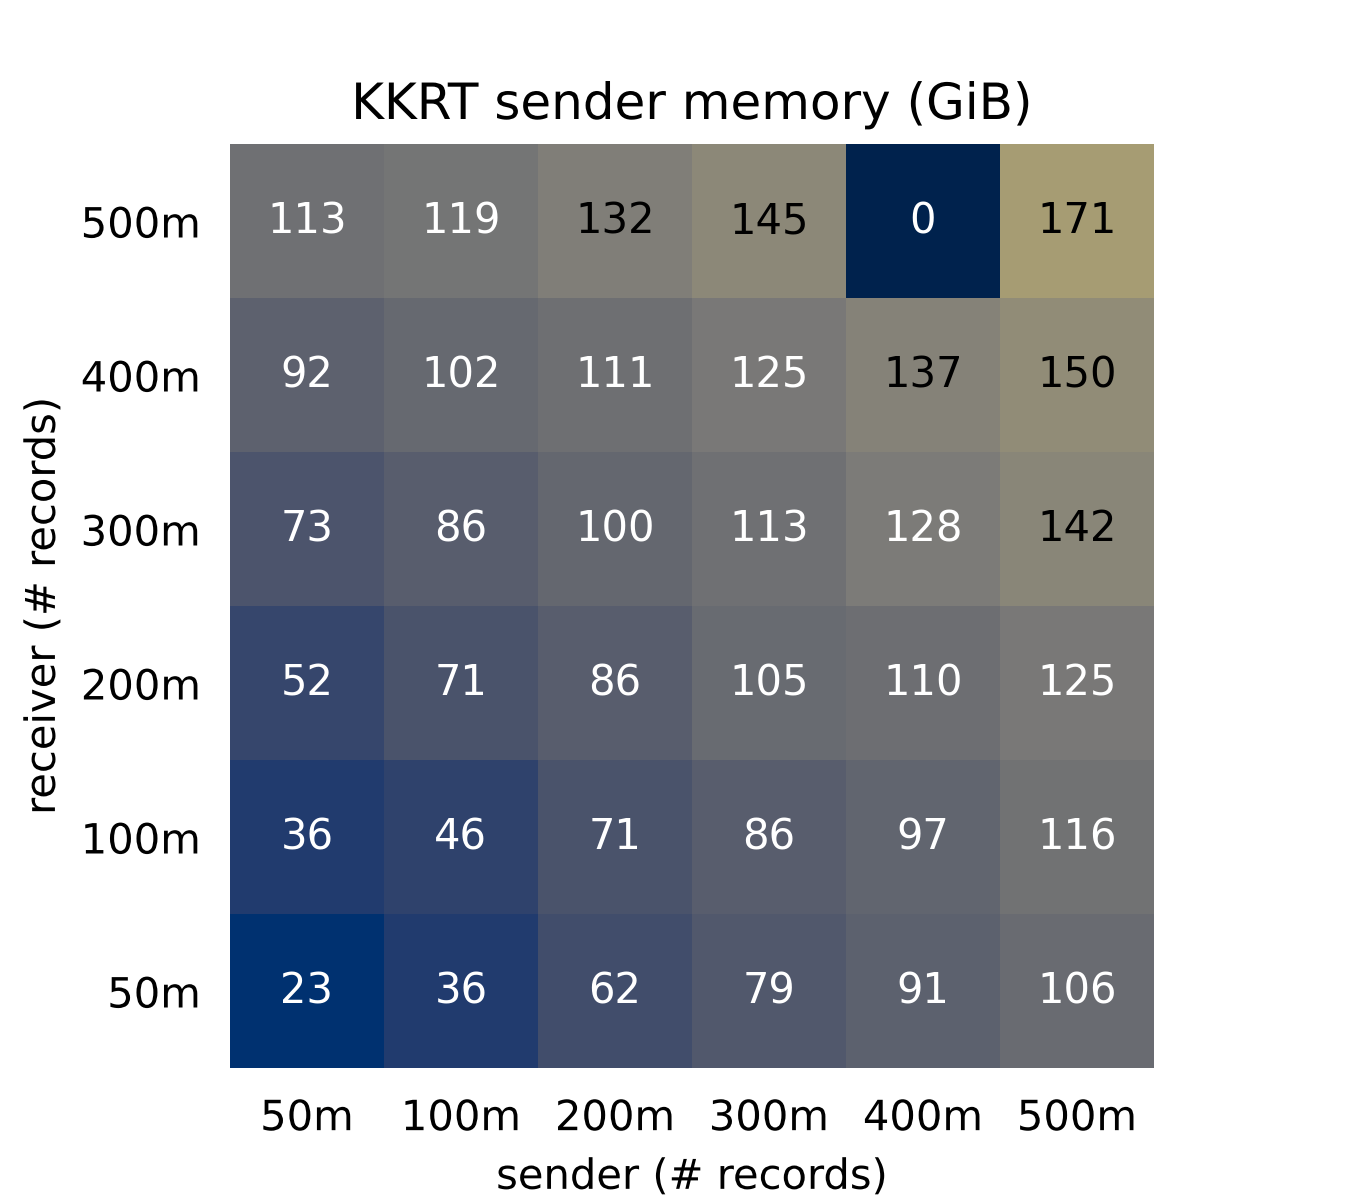 KKRT sender memory (GiB)
receiver (# records)
500m 113 119 132 145 0 171
400m 92 102 111 125 137 150
300m 73 86 100 113 128 142
200m 52 71 86 105 110 125
100m 36 46 71 86 97 116
50m 23 36 62 79 91 106
50m 100m 200m 300m 400m 500m
sender (# records)